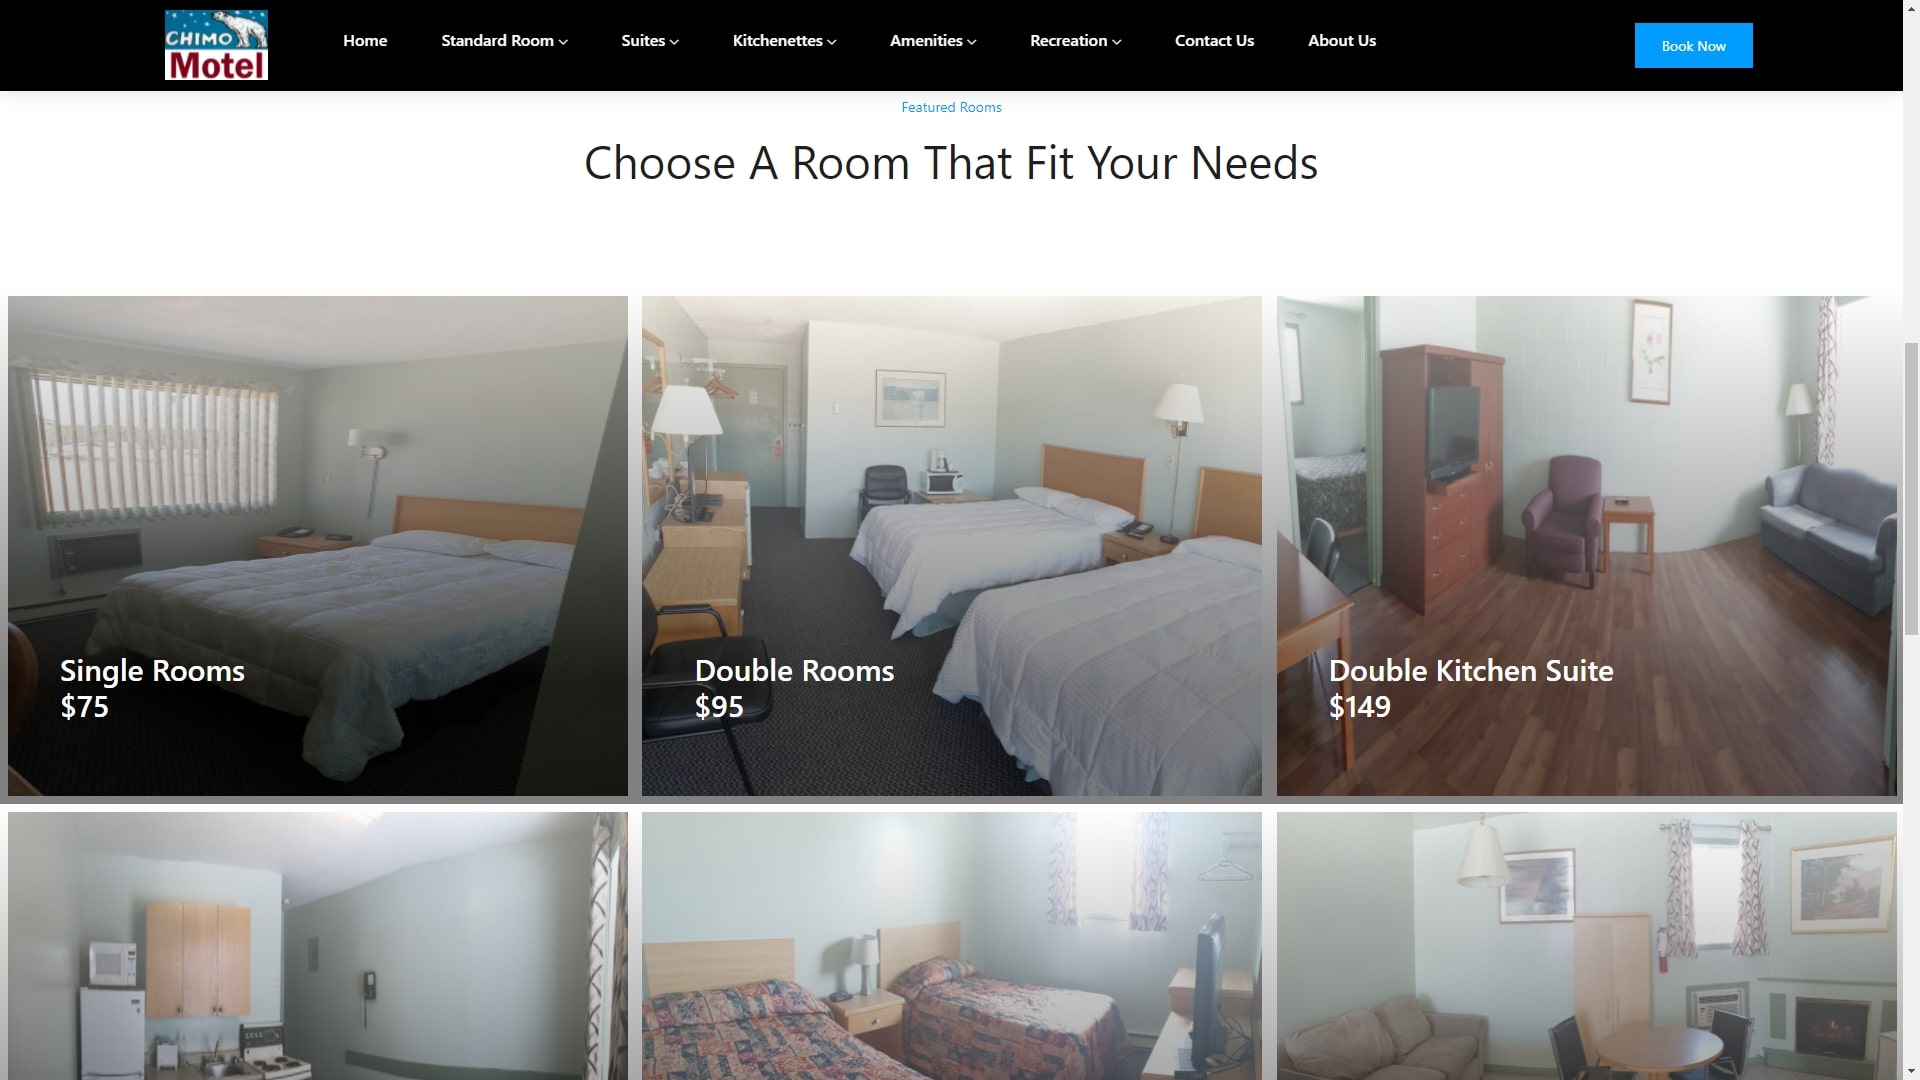 CHIMO
Motel
Home
Standard Room
Suites
Kitchenettes
Amenities
Recreation
Contact Us
About Us
Book Now
Featured Rooms
Choose A Room That Fit Your Needs
Single Rooms
$75
Double Rooms
$95
Double Kitchen Suite
$149